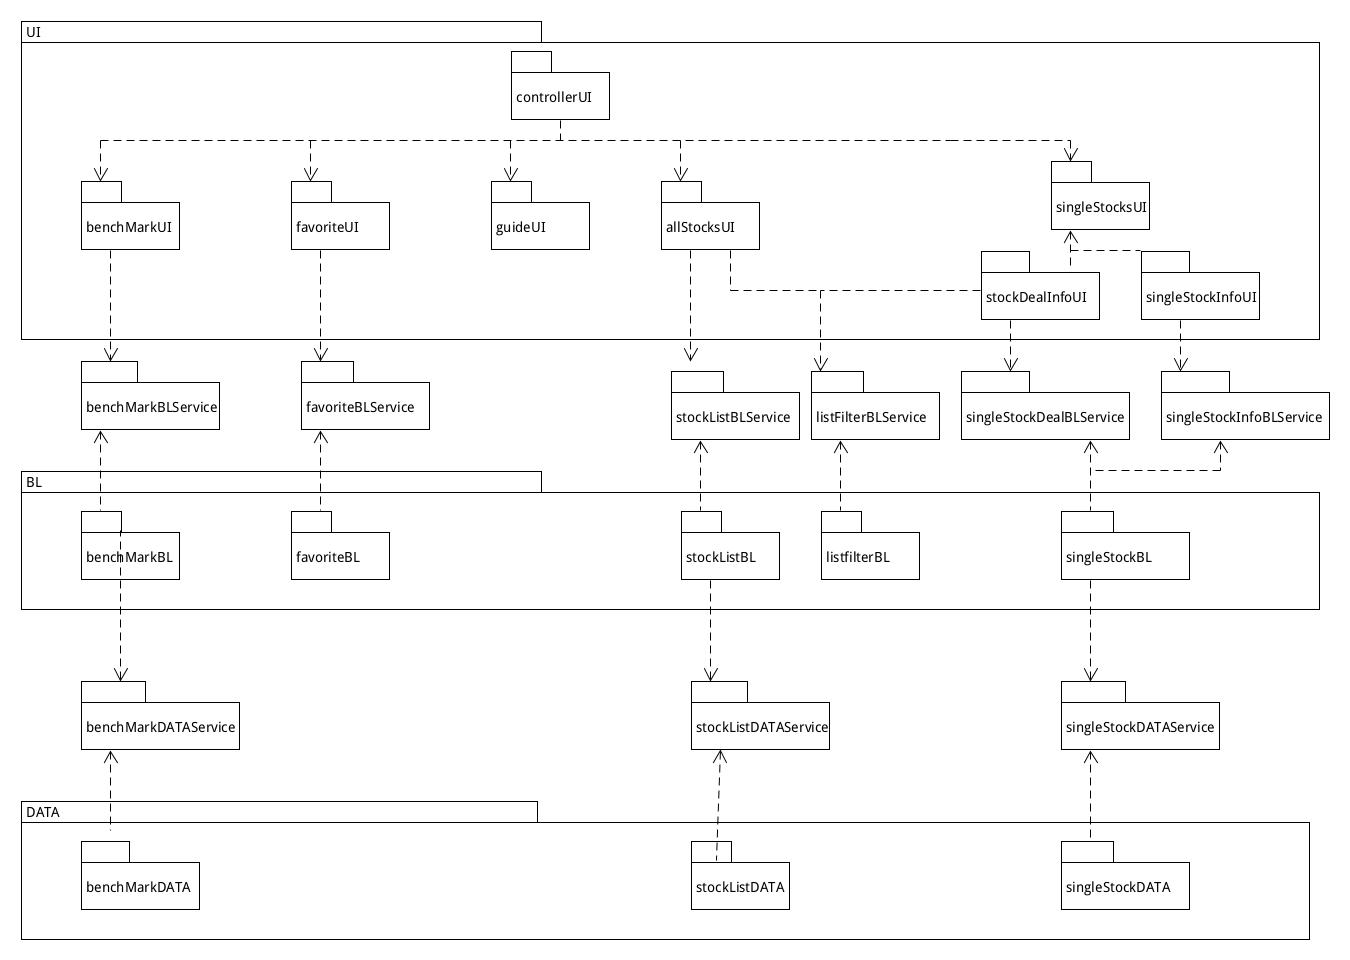 UI
controllerUI
benchMarkUI
favoriteUI
guideUI
allStocksUI
singleStocksUI
stockDealInfoUI
singleStockInfoUI
benchMarkBLService
favoriteBLService
stockListBLService
listFilterBLService
singleStockDealBLService
singleStockInfoBLService
BL
benchMarkBL
favoriteBL
stockListBL
listfilterBL
singleStockBL
benchMarkDATAService
stockListDATAService
singleStockDATAService
DATA
benchMarkDATA
stockListDATA
singleStockDATA